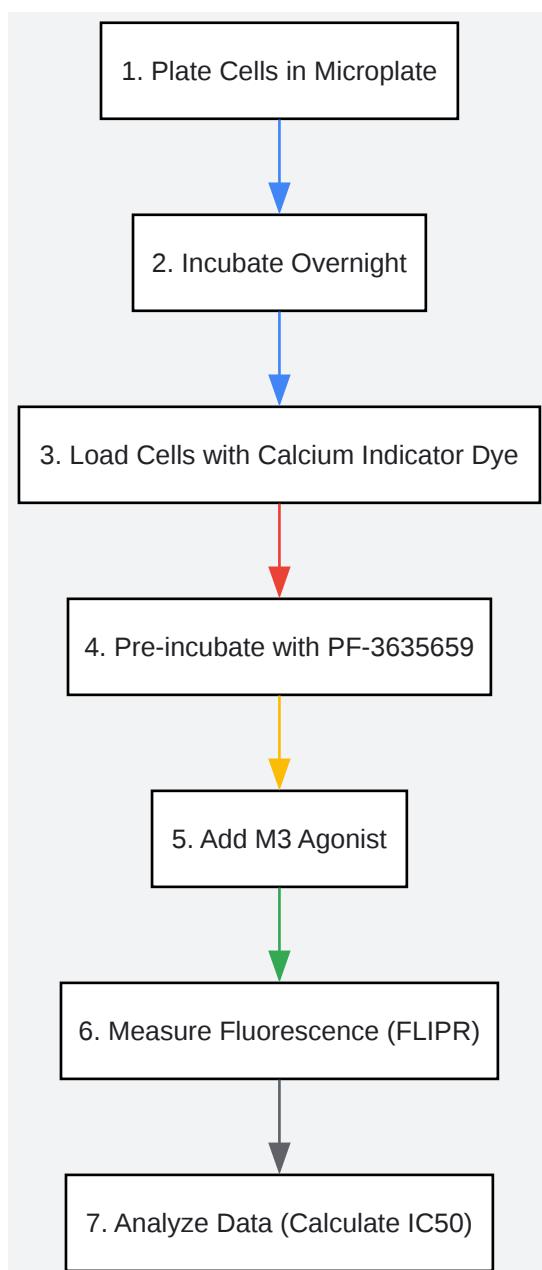 1. Plate Cells in Microplate
2. Incubate Overnight
3. Load Cells with Calcium Indicator Dye
4. Pre-incubate with PF-3635659
5. Add M3 Agonist
6. Measure Fluorescence (FLIPR)
7. Analyze Data (Calculate IC50)